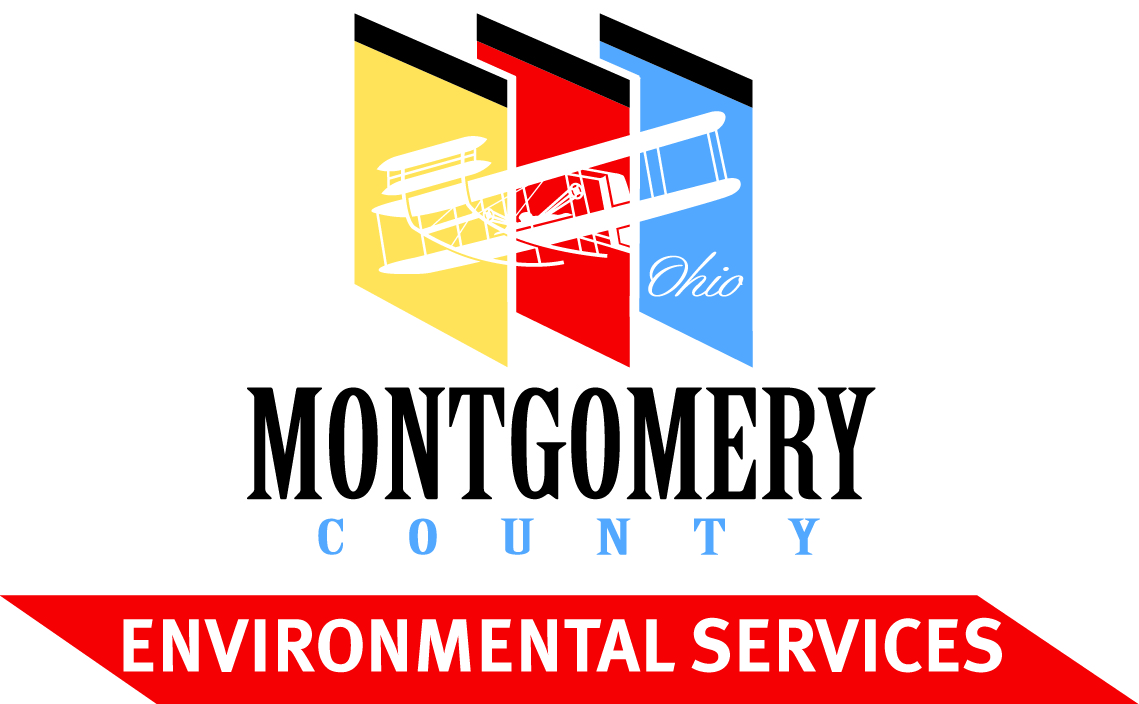 Ohio
MONTGOMERY
COUNTY
ENVIRONMENTAL SERVICES